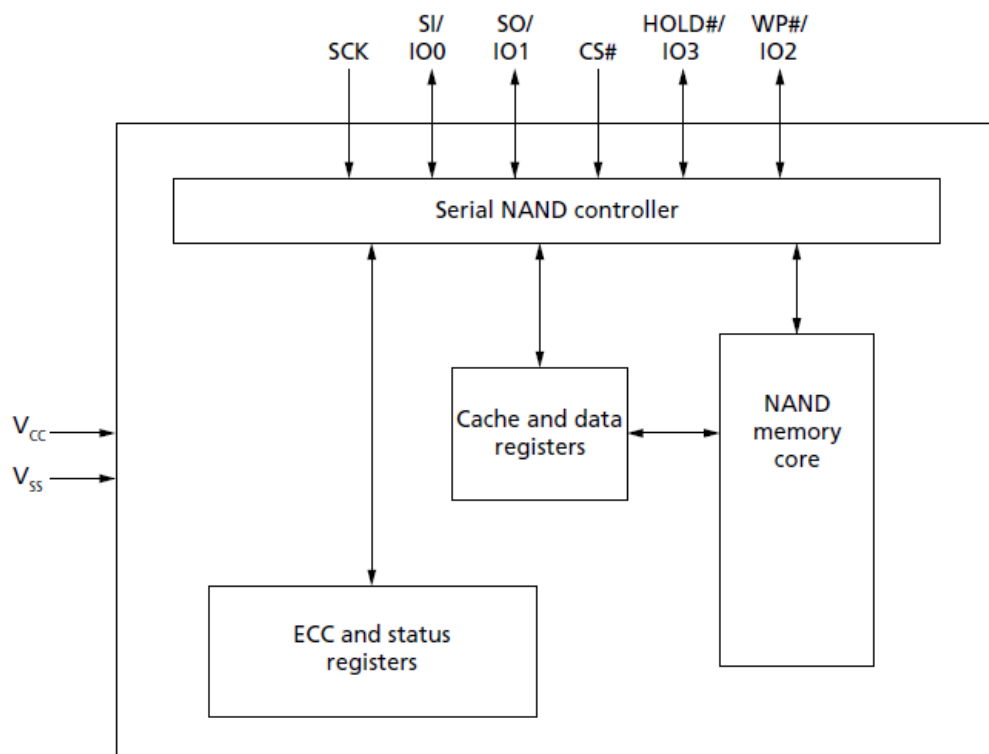 SCK
SI/
IO0
SO/
IO1
CS#
HOLD#/
IO3
WP#/
IO2
Serial NAND controller
Cache and data
registers
NAND
memory
core
VCC
VSS
ECC and status
registers